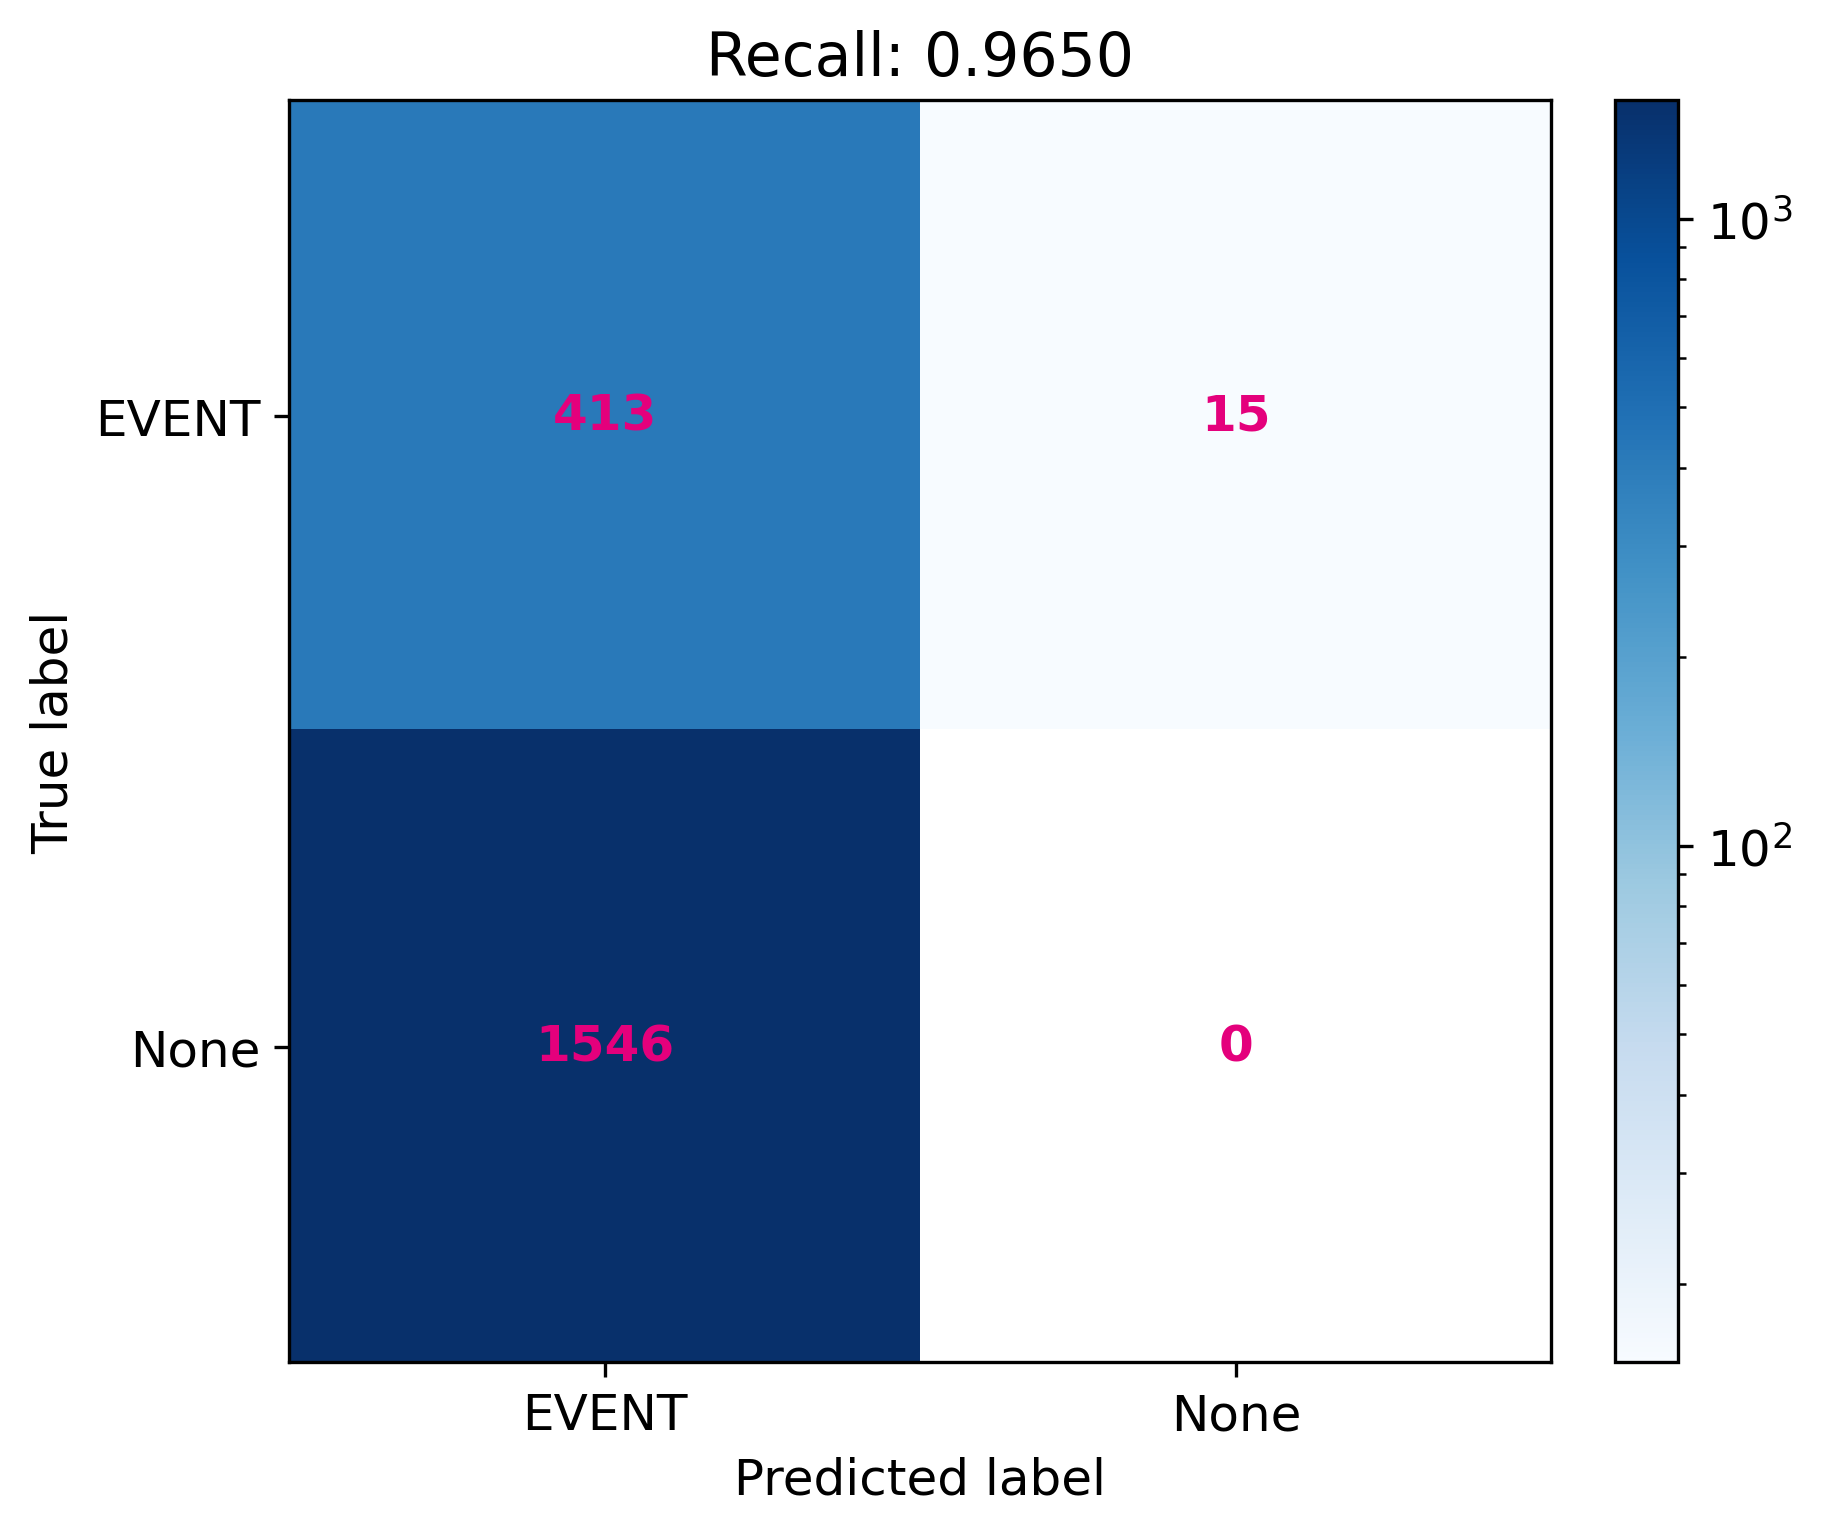 Recall: 0.9650
EVENT
None
True label
413
15
1546
0
EVENT
None
Predicted label
10³
10²